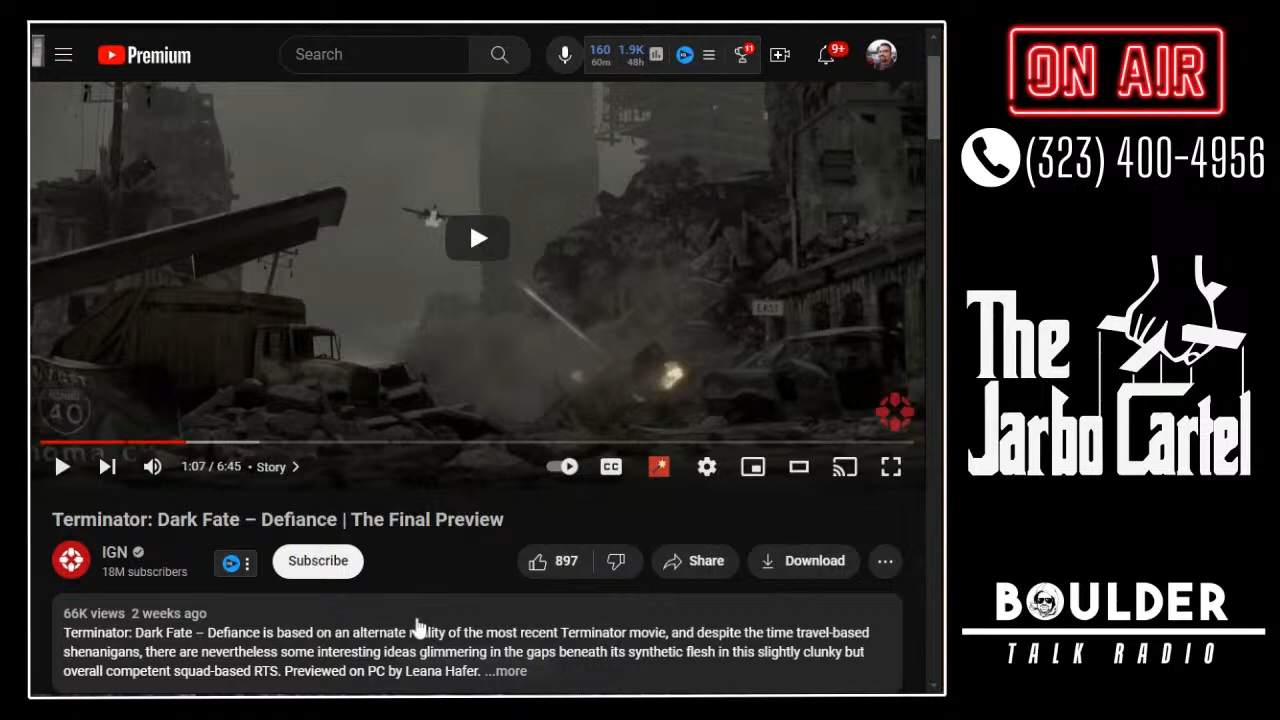 Premium
Search
160 1.9K
60m 48h
11
9+
EAST
40
1:07 / 6:45 • Story
CC
Terminator: Dark Fate – Defiance | The Final Preview
IGN
18M subscribers
Subscribe
897
Share
Download
66K views 2 weeks ago
Terminator: Dark Fate – Defiance is based on an alternate reality of the most recent Terminator movie, and despite the time travel-based
shenanigans, there are nevertheless some interesting ideas glimmering in the gaps beneath its synthetic flesh in this slightly clunky but
overall competent squad-based RTS. Previewed on PC by Leana Hafer. ...more
ON AIR
(323) 400-4956
The
Jarbo Cartel
BOULDER
TALK RADIO